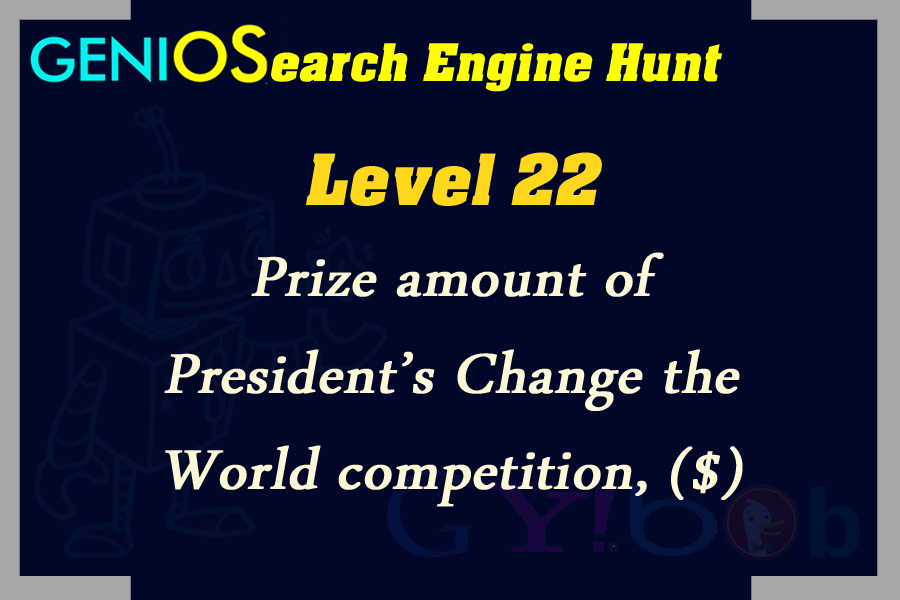 GENIOSearch Engine Hunt
Level 22
Prize amount of
President’s Change the
World competition, ($)
G Y! b b